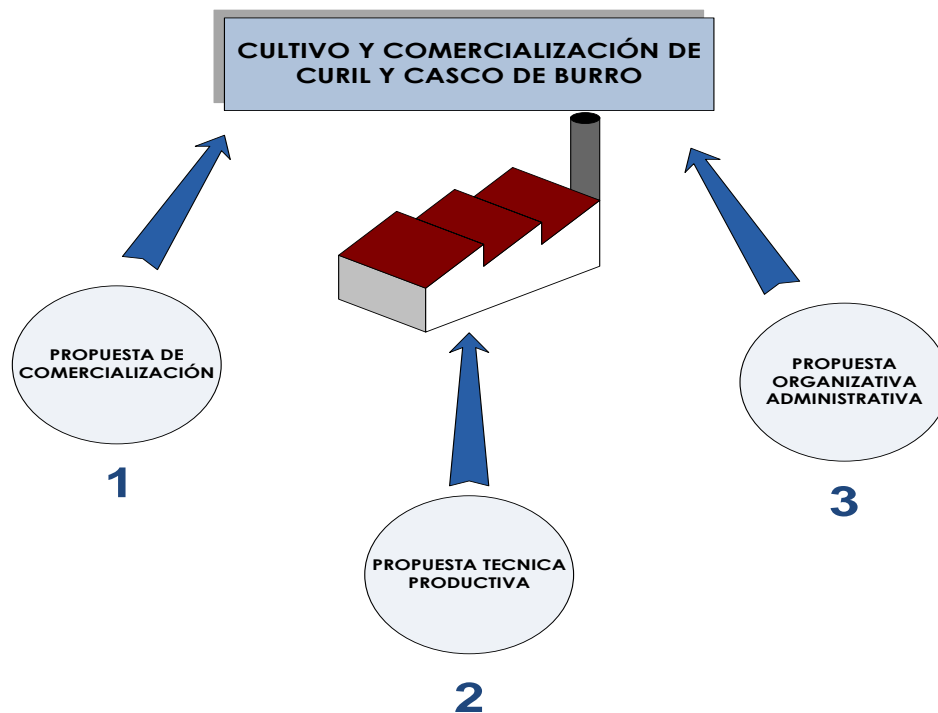 CULTIVO Y COMERCIALIZACIÓN DE
CURIL Y CASCO DE BURRO
PROPUESTA DE
COMERCIALIZACIÓN
1
PROPUESTA TECNICA
PRODUCTIVA
2
PROPUESTA
ORGANIZATIVA
ADMINISTRATIVA
3